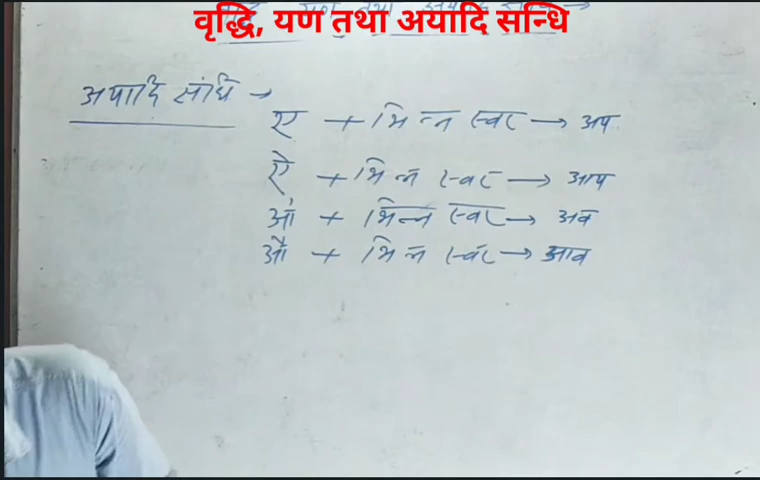 वृद्धि, यण तथा अयादि सन्धि
अयादि संधि →
ए + भिन्न स्वर → अय
ऐ + भिन्न स्वर → आय
ओ + भिन्न स्वर → अव
औ + भिन्न स्वर → आव